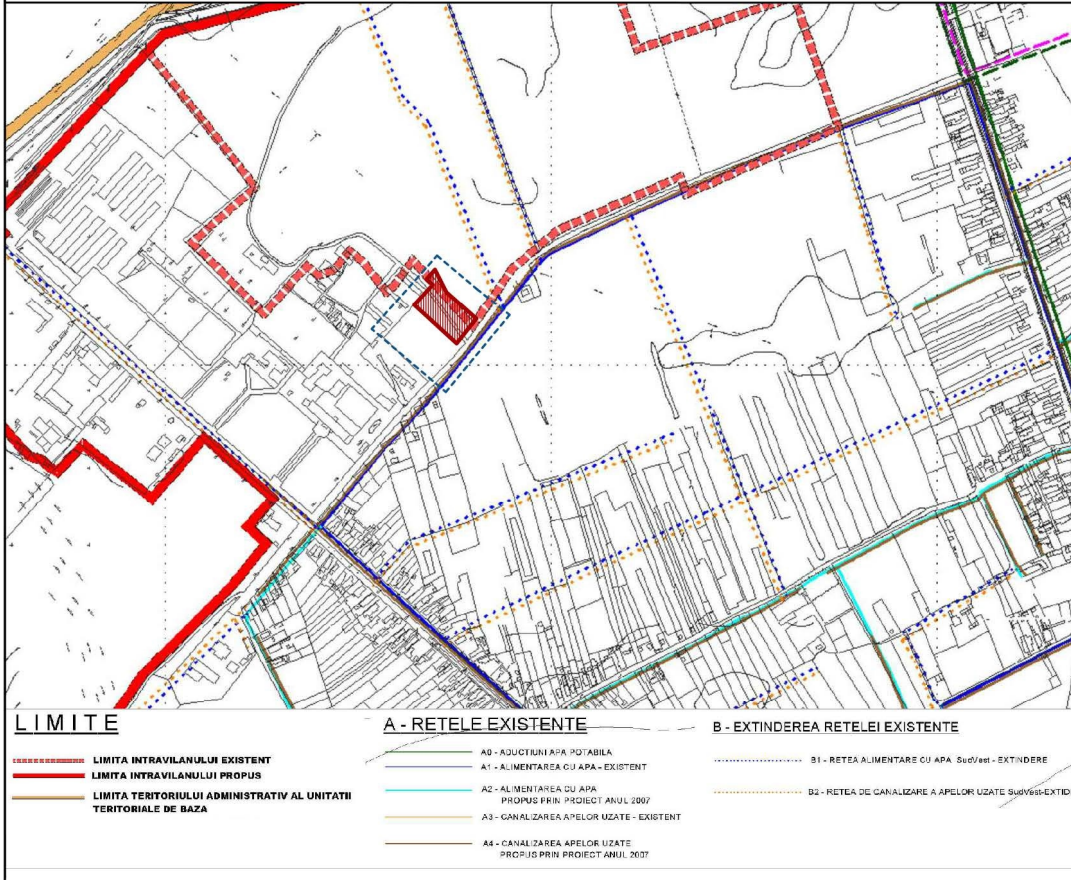 LIMITE
LIMITA INTRAVILANULUI EXISTENT
LIMITA INTRAVILANULUI PROPUS
LIMITA TERITORIULUI ADMINISTRATIV AL UNITATII
TERITORIALE DE BAZA
A - RETELE EXISTENTE
A0 - ADUCTIUNI APA POTABILA
A1 - ALIMENTAREA CU APA - EXISTENT
A2 - ALIMENTAREA CU APA
PROPUS PRIN PROIECT ANUL 2007
A3 - CANALIZAREA APELOR UZATE - EXISTENT
A4 - CANALIZAREA APELOR UZATE
PROPUS PRIN PROIECT ANUL 2007
B - EXTINDEREA RETELEI EXISTENTE
B1 - RETEA ALIMENTARE CU APA SudVest - EXTINDERE
B2 - RETEA DE CANALIZARE A APELOR UZATE SudVest-EXTID